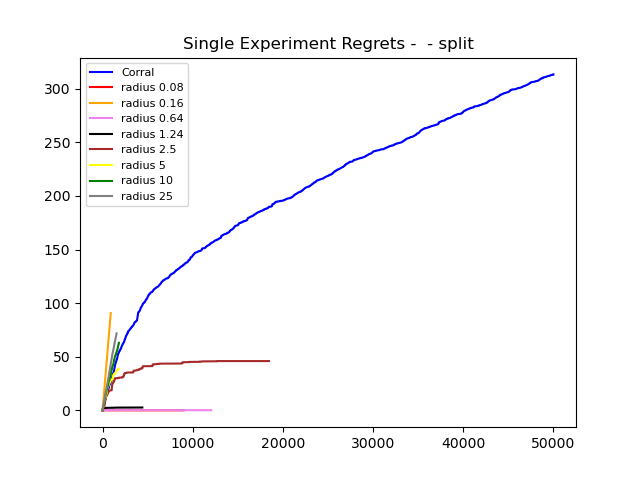 Single Experiment Regrets -  - split
Corral
radius 0.08
radius 0.16
radius 0.64
radius 1.24
radius 2.5
radius 5
radius 10
radius 25
300
250
200
150
100
50
0
0 10000 20000 30000 40000 50000